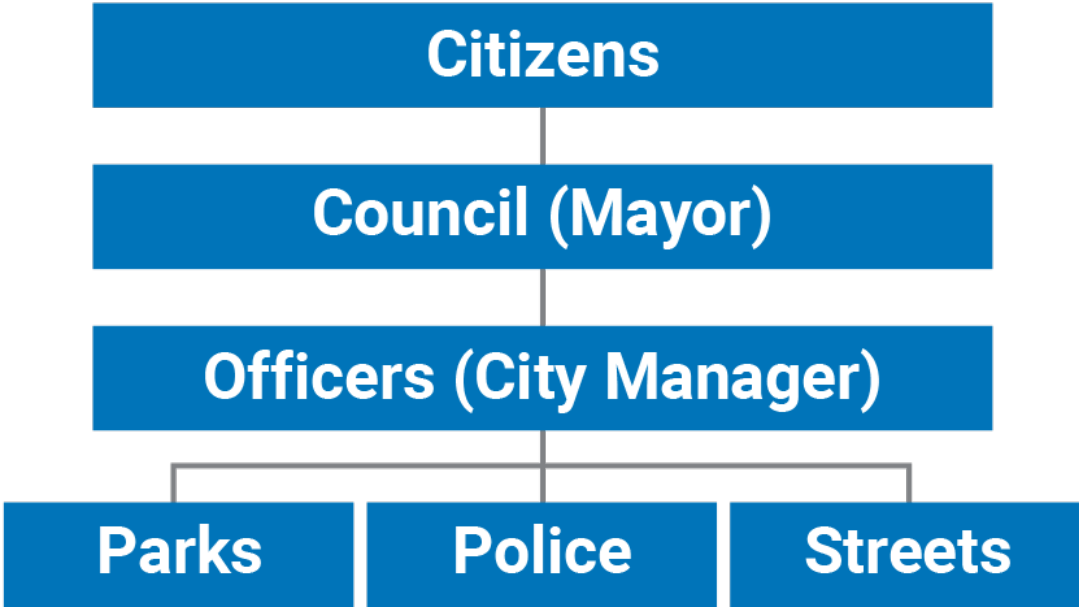 Citizens
Council (Mayor)
Officers (City Manager)
Parks
Police
Streets